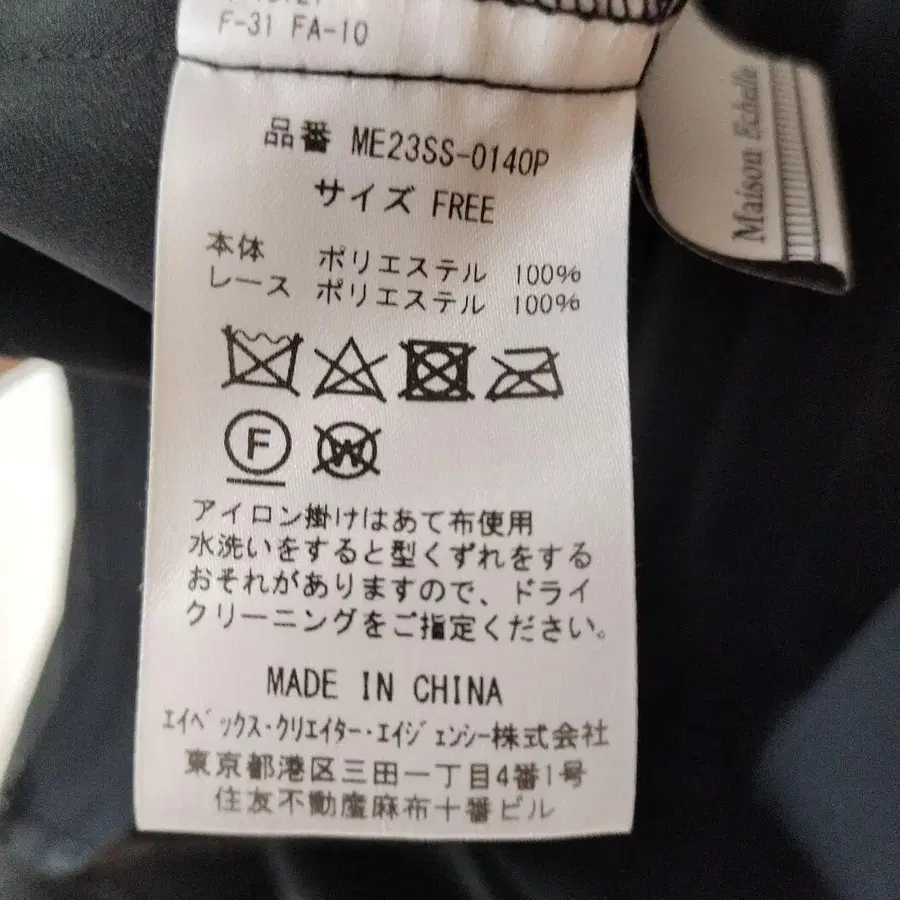 F-31 FA-10
品番 ME23SS-0140P
サイズ FREE
本体 ポリエステル 100%
レース ポリエステル 100%
F
W
アイロン掛けはあて布使用
水洗いをすると型くずれをする
おそれがありますので、ドライ
クリーニングをご指定ください。
MADE IN CHINA
エイベックス・クリエイター・エイジェンシー株式会社
東京都港区三田一丁目4番1号
住友不動産麻布十番ビル
Maison Echelle